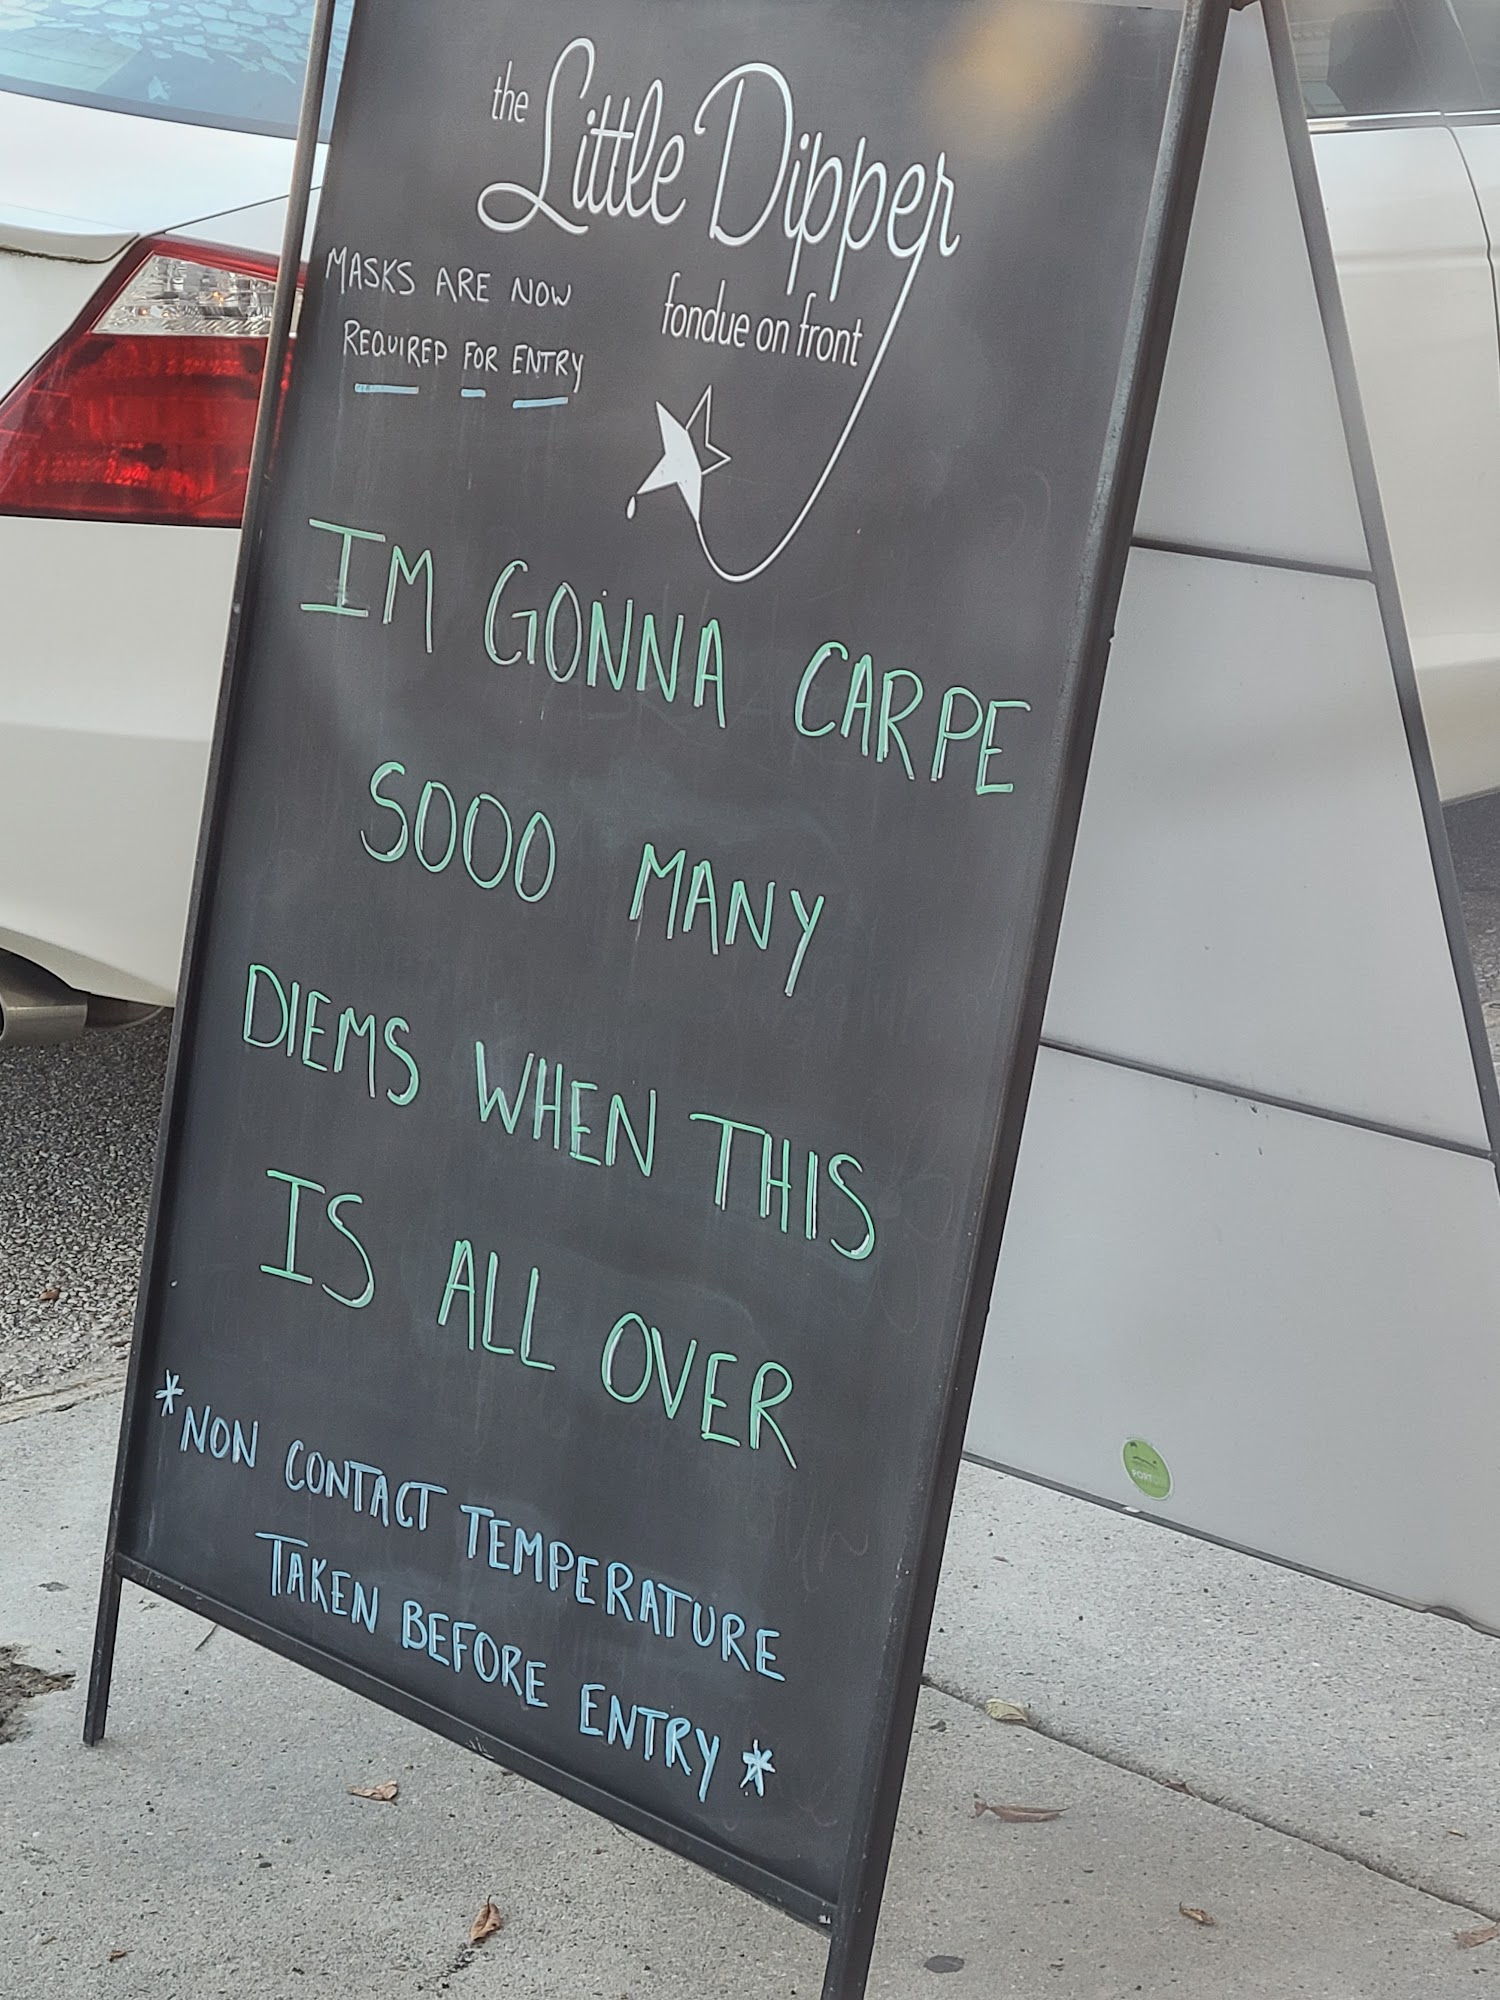 the Little Dipper
fondue on front
MASKS ARE NOW
REQUIRED FOR ENTRY
IM GONNA CARPE
SOOO MANY
DIEMS WHEN THIS
IS ALL OVER
*NON CONTACT TEMPERATURE
TAKEN BEFORE ENTRY*
PORT